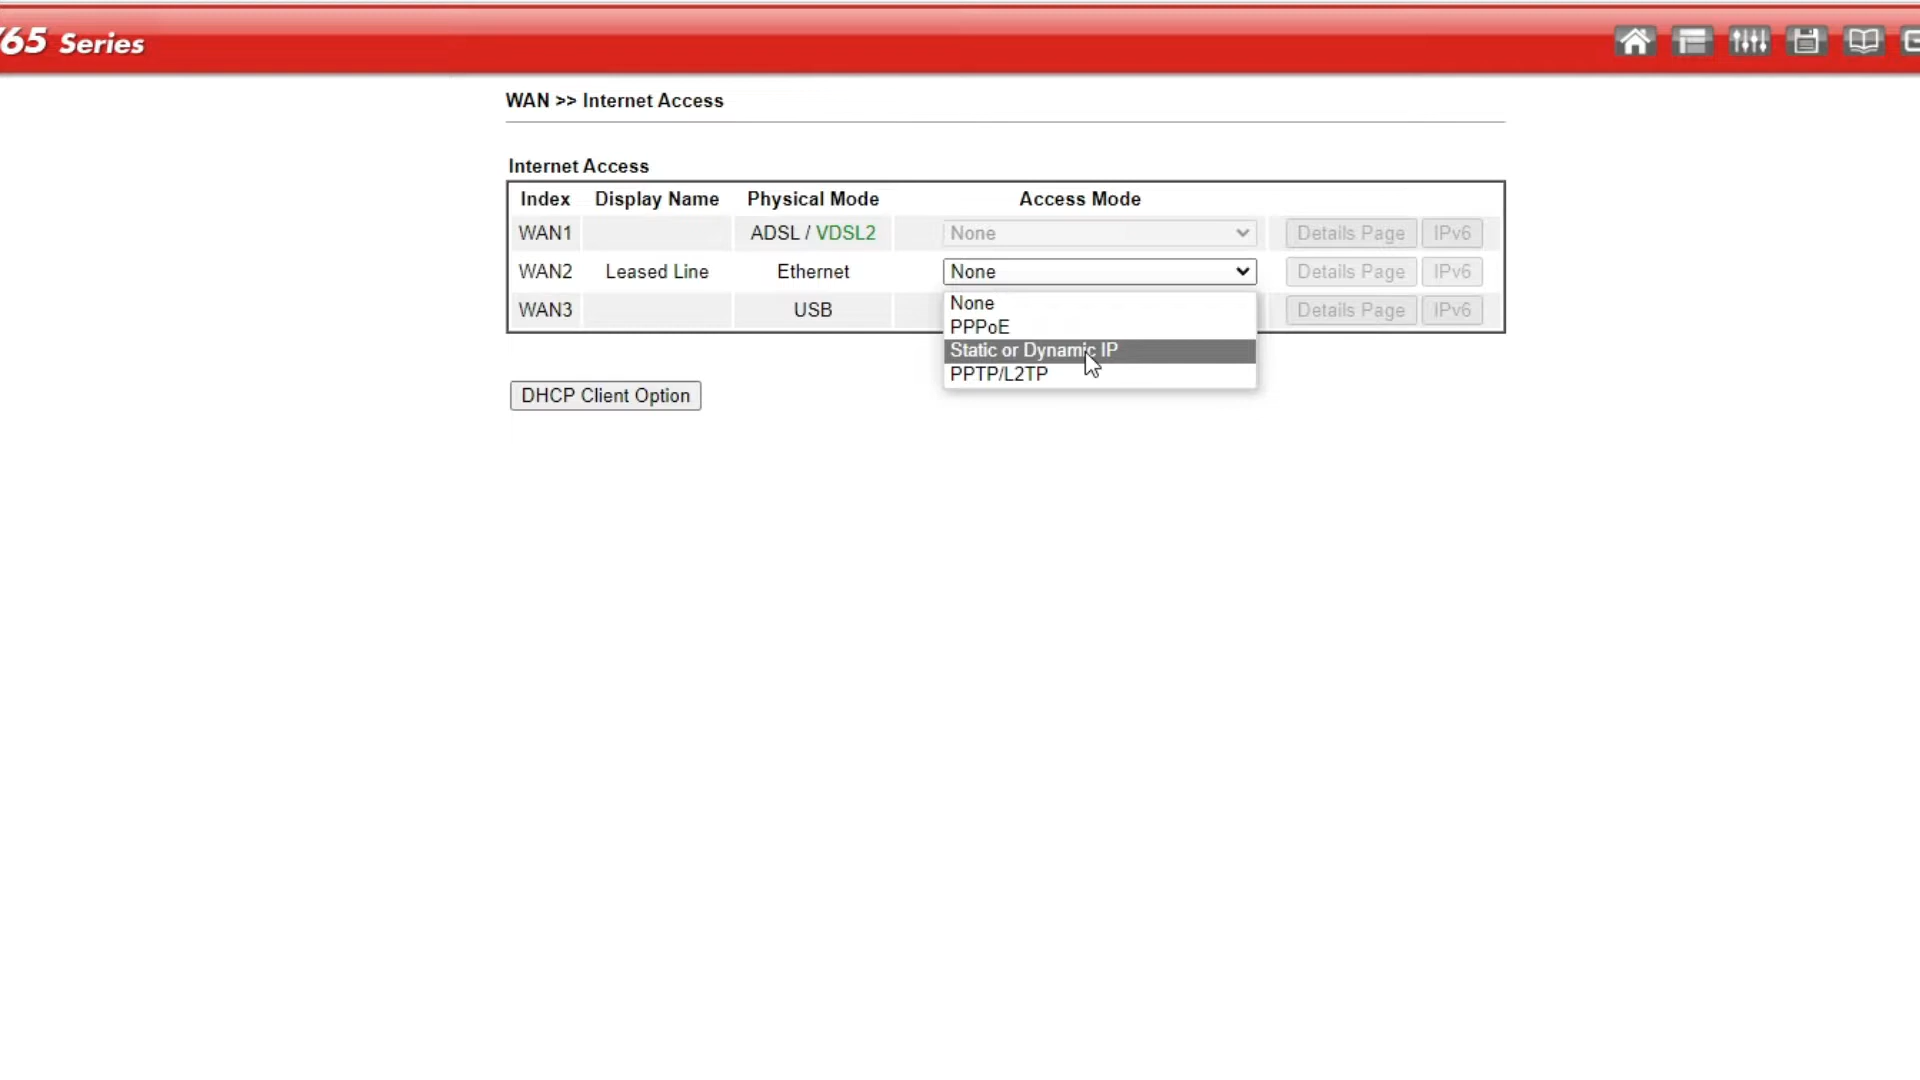 65 Series
WAN >> Internet Access
Internet Access
Index Display Name Physical Mode Access Mode
WAN1 ADSL / VDSL2 None Details Page IPv6
WAN2 Leased Line Ethernet None Details Page IPv6
WAN3 USB Details Page IPv6
None
PPPoE
Static or Dynamic IP
PPTP/L2TP
DHCP Client Option